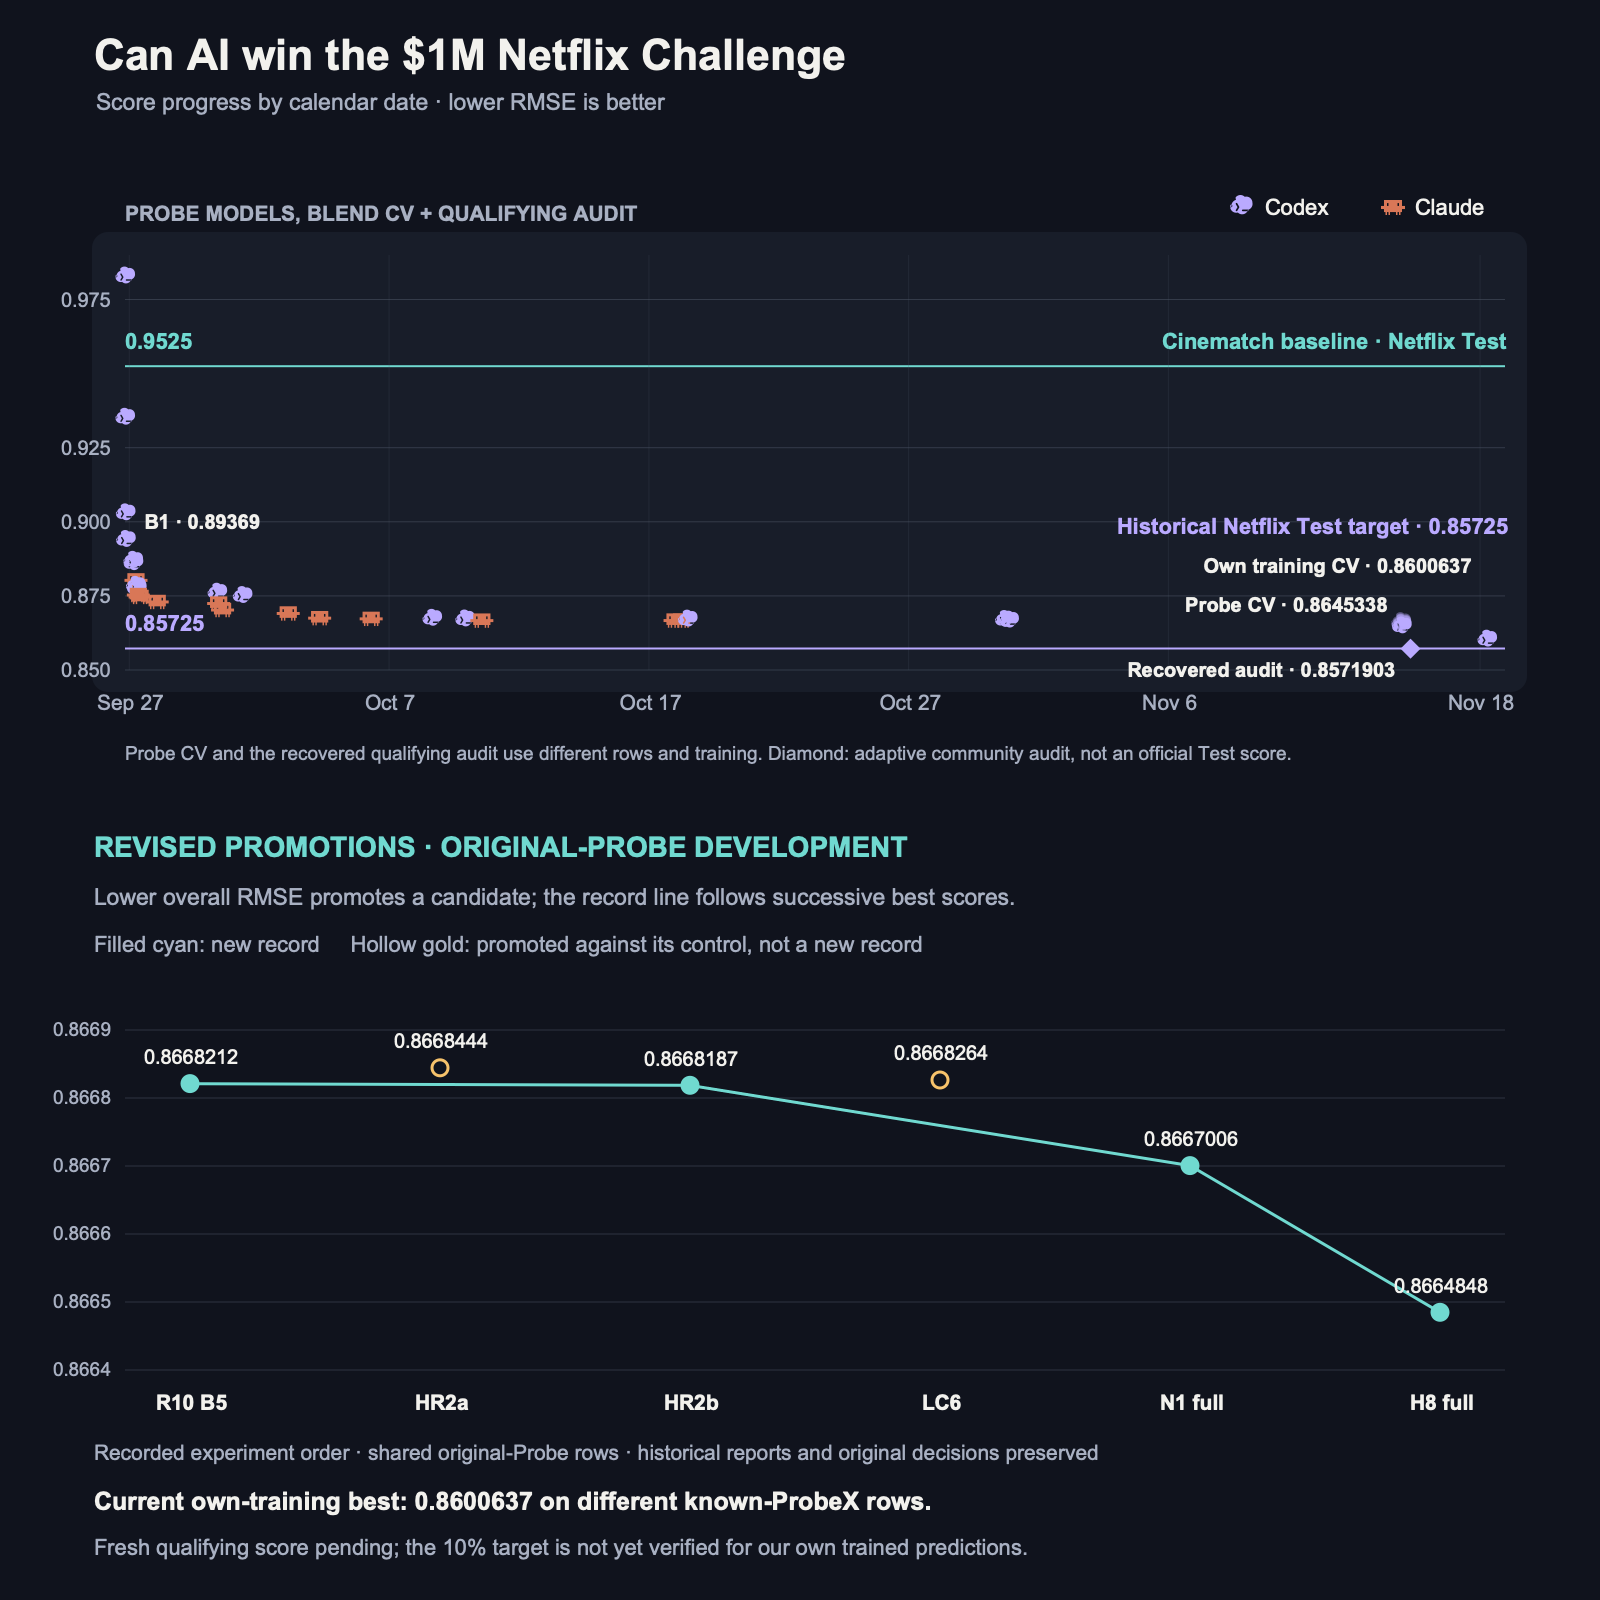 Can AI win the $1M Netflix Challenge
Score progress by calendar date · lower RMSE is better
PROBE MODELS, BLEND CV + QUALIFYING AUDIT
Codex
Claude
0.975
0.9525
Cinematch baseline · Netflix Test
0.925
0.900
B1 · 0.89369
Historical Netflix Test target · 0.85725
Own training CV · 0.8600637
0.875
Probe CV · 0.8645338
0.85725
0.850
Recovered audit · 0.8571903
Sep 27
Oct 7
Oct 17
Oct 27
Nov 6
Nov 18
Probe CV and the recovered qualifying audit use different rows and training. Diamond: adaptive community audit, not an official Test score.
REVISED PROMOTIONS · ORIGINAL-PROBE DEVELOPMENT
Lower overall RMSE promotes a candidate; the record line follows successive best scores.
Filled cyan: new record
Hollow gold: promoted against its control, not a new record
0.8669
0.8668212
0.8668444
0.8668187
0.8668264
0.8668
0.8667006
0.8667
0.8666
0.8664848
0.8665
0.8664
R10 B5
HR2a
HR2b
LC6
N1 full
H8 full
Recorded experiment order · shared original-Probe rows · historical reports and original decisions preserved
Current own-training best: 0.8600637 on different known-ProbeX rows.
Fresh qualifying score pending; the 10% target is not yet verified for our own trained predictions.